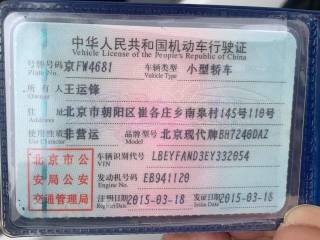 中华人民共和国机动车行驶证
Vehicle License of the People's Republic of China
号牌号码 京FW4681 车辆类型 小型轿车
Plate No. Vehicle Type
所有人 王运锋
Owner
住址 北京市朝阳区崔各庄乡南皋村145号110号
Address
使用性质 非营运 品牌型号 北京现代牌BH7240DAZ
Use Character Model
北京市公
安局公安
交通管理局
车辆识别代号 LBEYFAND3EY332054
VIN
发动机号码 EB941120
Engine No.
注册日期 2015-03-18 发证日期 2015-03-18
Register Date Issue Date